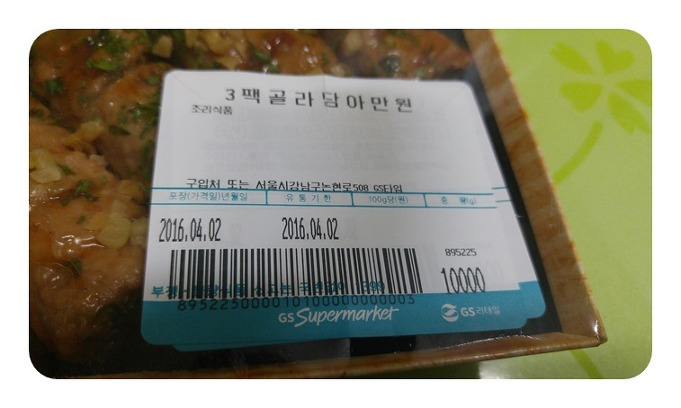 3팩골라담아만원
조리식품
구입처 또는 서울시강남구논현로508 GS타워
포장(가격일)년월일 유통기한 100g당(원) 총 량(g)
2016.04.02 2016.04.02
895225
10000
GS Supermarket GS리테일